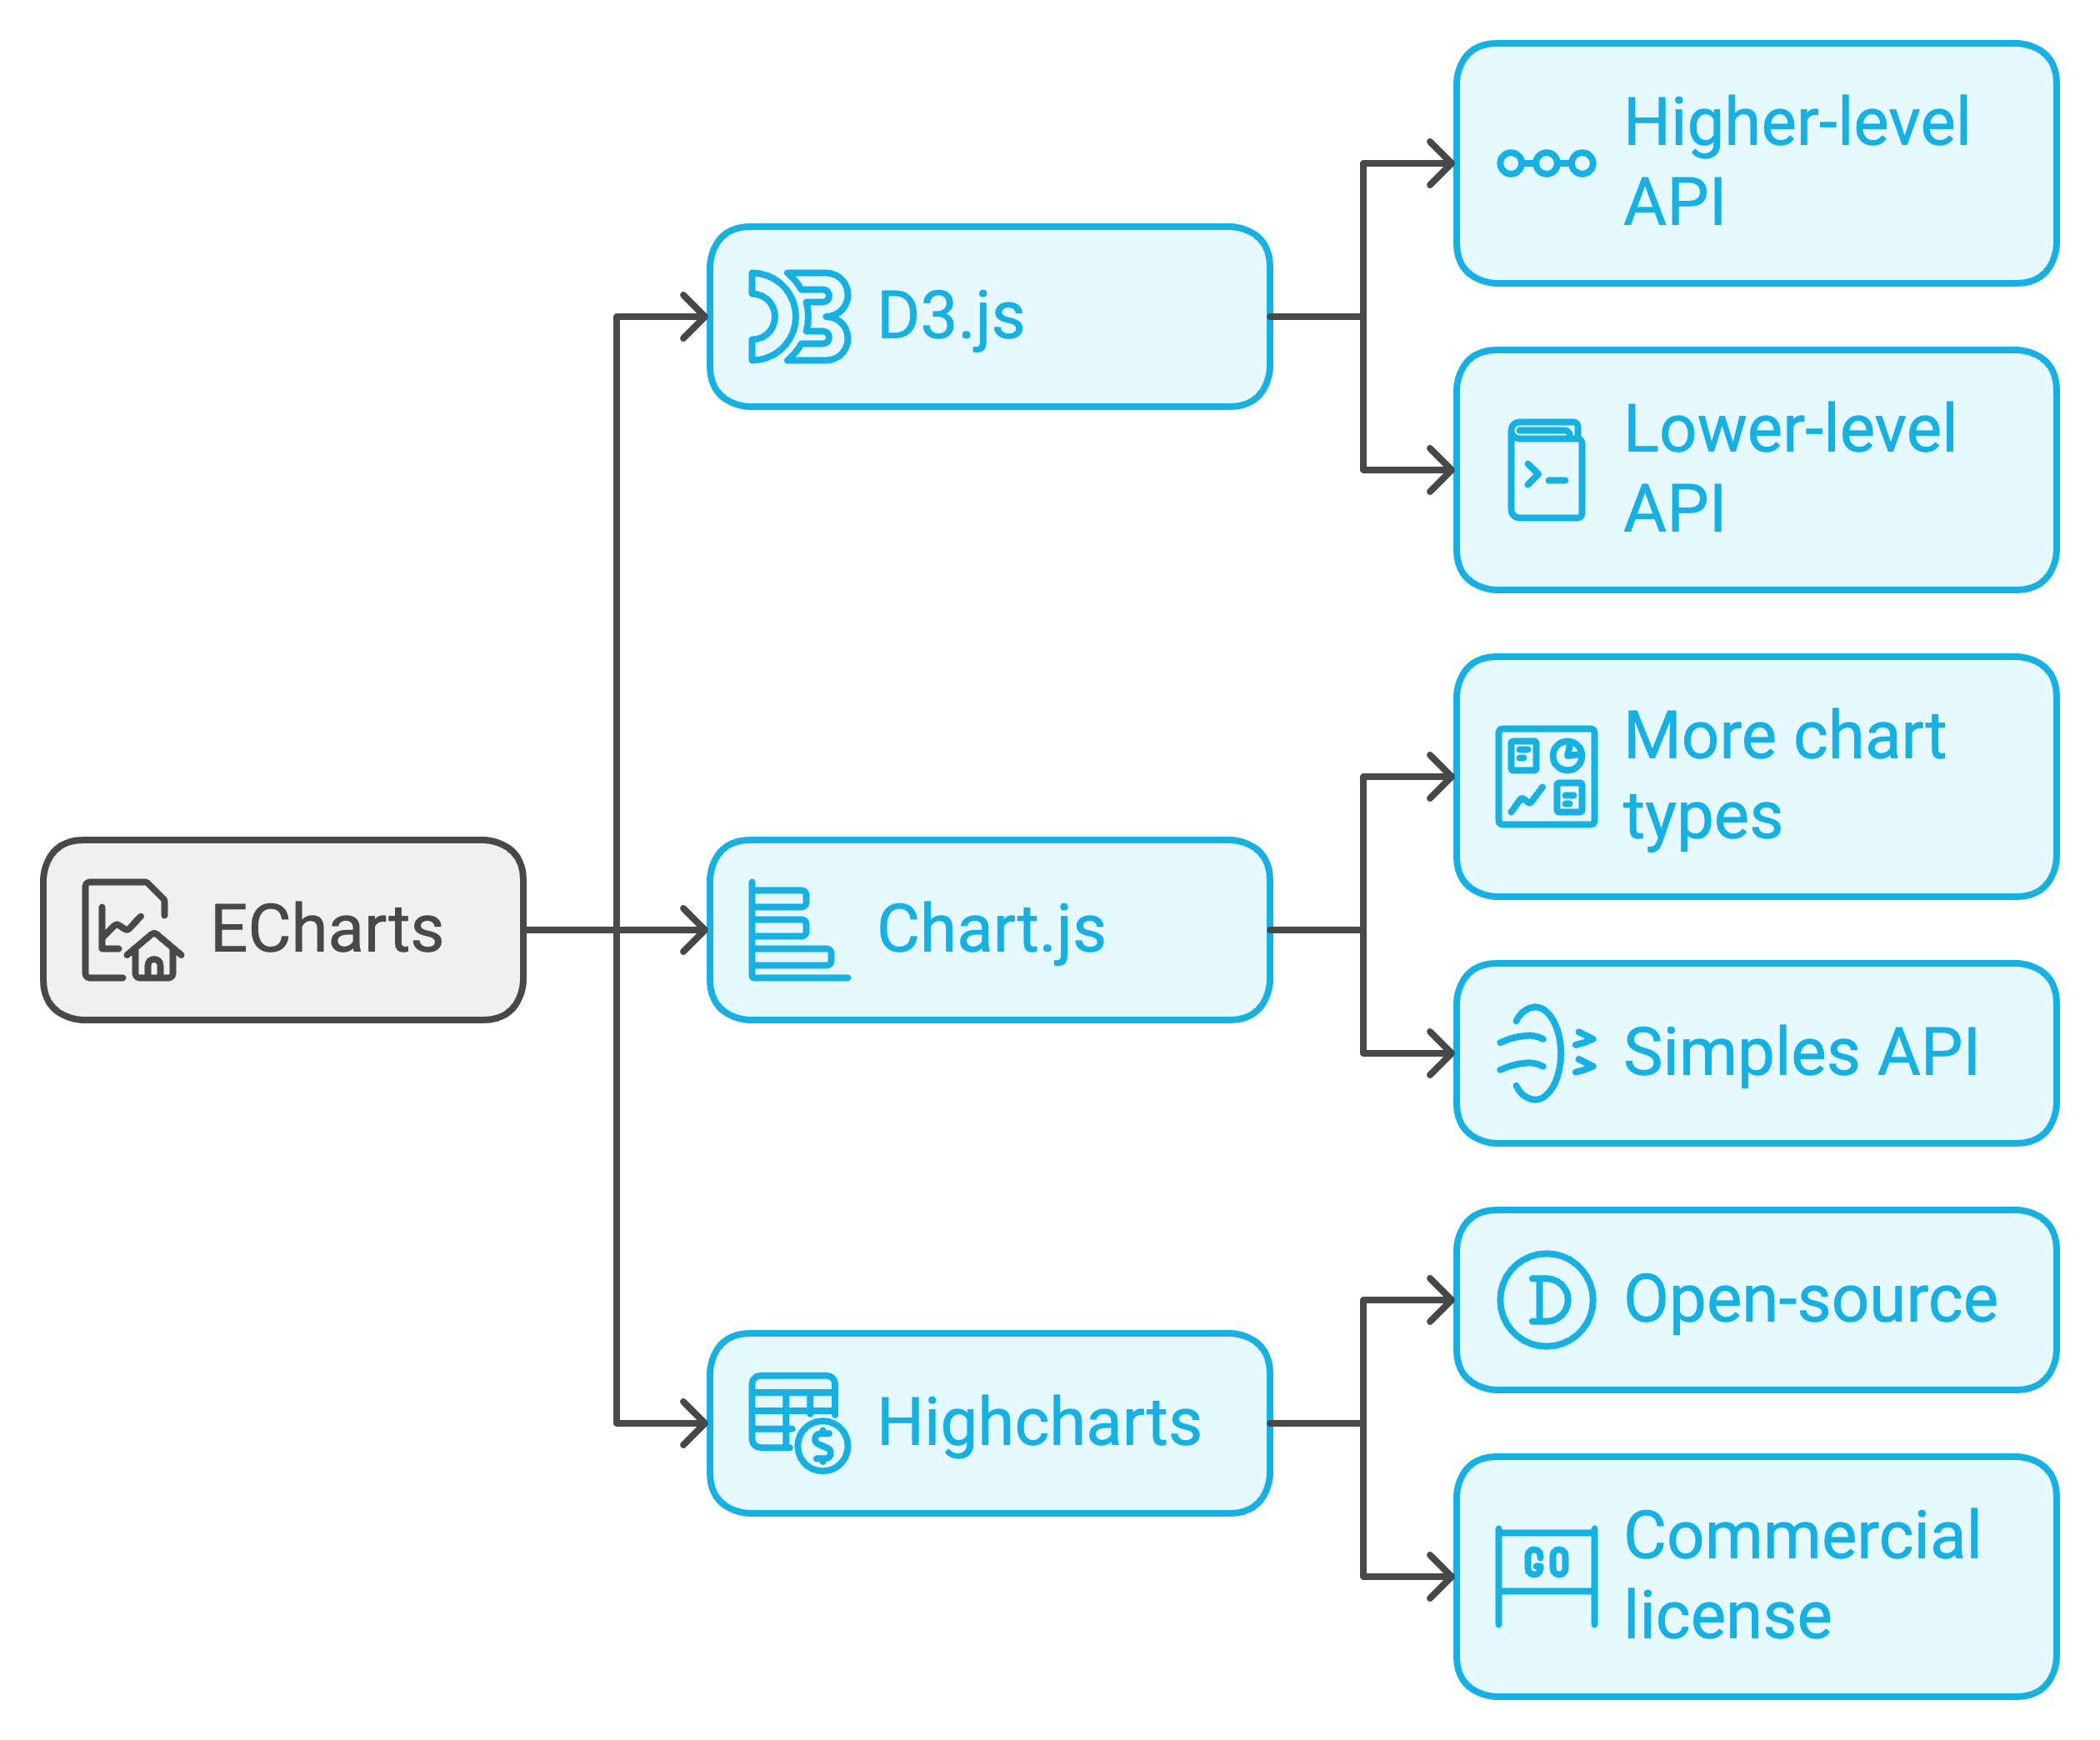 Higher-level
API
D3.js
Lower-level
API
More chart
types
ECharts
Chart.js
Simples API
Open-source
Highcharts
Commercial
license